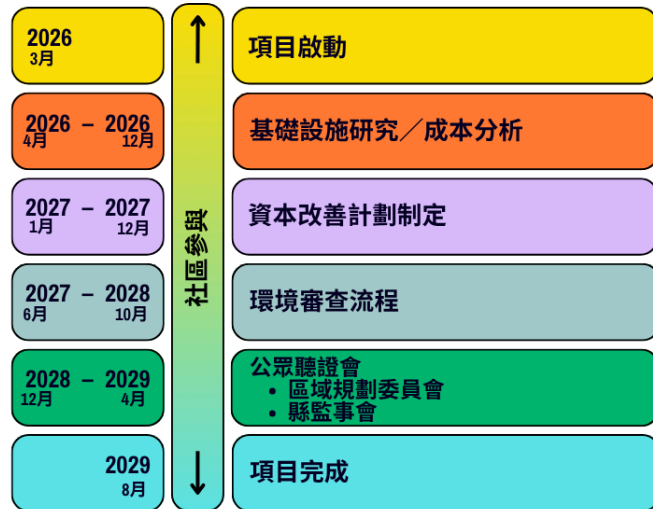 2026
3月
項目啟動
2026 – 2026
4月 12月
基礎設施研究／成本分析
2027 – 2027
1月 12月
資本改善計劃制定
社區參與
2027 – 2028
6月 10月
環境審查流程
2028 – 2029
12月 4月
公眾聽證會
• 區域規劃委員會
• 縣監事會
2029
8月
項目完成